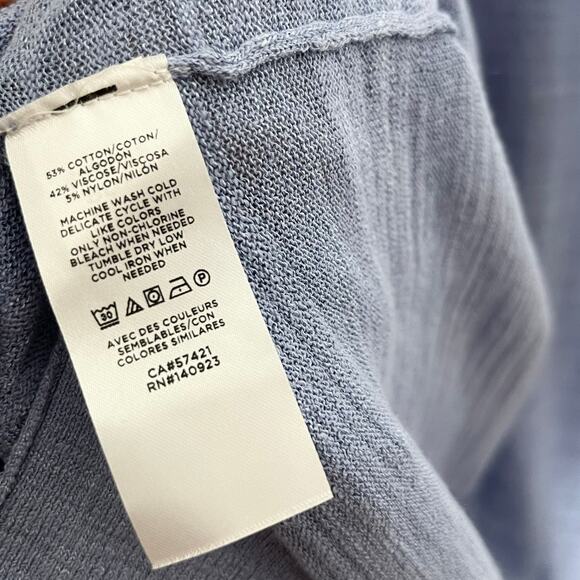 53% COTTON/COTON/
ALGODÓN
42% VISCOSE/VISCOSA
5% NYLON/NILÓN
MACHINE WASH COLD
DELICATE CYCLE WITH
LIKE COLORS
ONLY NON-CHLORINE
BLEACH WHEN NEEDED
TUMBLE DRY LOW
COOL IRON WHEN
NEEDED
30 P
AVEC DES COULEURS
SEMBLABLES/CON
COLORES SIMILARES
CA#57421
RN#140923